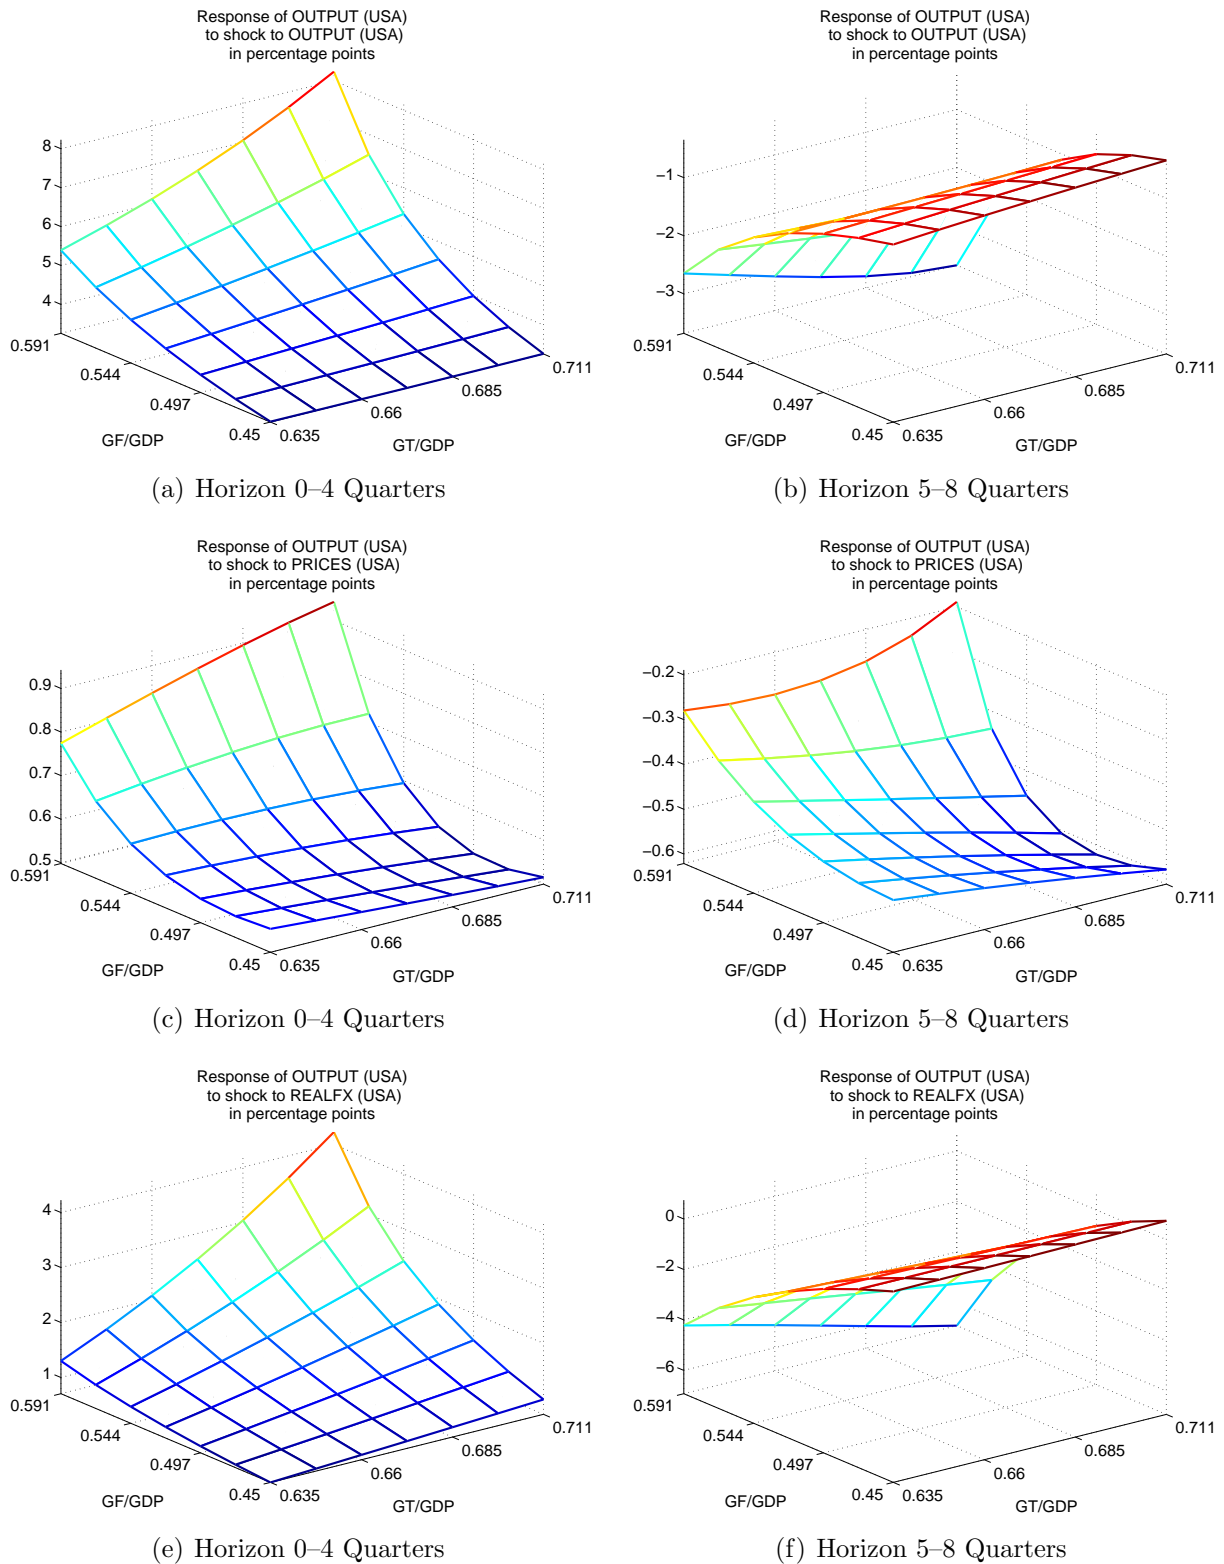 Response of OUTPUT (USA)
to shock to OUTPUT (USA)
in percentage points
8
7
6
5
4
0.591
0.544
0.497
0.45
GF/GDP
0.635
0.66
0.685
0.711
GT/GDP
(a) Horizon 0–4 Quarters
Response of OUTPUT (USA)
to shock to OUTPUT (USA)
in percentage points
−1
−2
−3
0.591
0.544
0.497
0.45
GF/GDP
0.635
0.66
0.685
0.711
GT/GDP
(b) Horizon 5–8 Quarters
Response of OUTPUT (USA)
to shock to PRICES (USA)
in percentage points
0.9
0.8
0.7
0.6
0.5
0.591
0.544
0.497
0.45
GF/GDP
0.635
0.66
0.685
0.711
GT/GDP
(c) Horizon 0–4 Quarters
Response of OUTPUT (USA)
to shock to PRICES (USA)
in percentage points
−0.2
−0.3
−0.4
−0.5
−0.6
0.591
0.544
0.497
0.45
GF/GDP
0.635
0.66
0.685
0.711
GT/GDP
(d) Horizon 5–8 Quarters
Response of OUTPUT (USA)
to shock to REALFX (USA)
in percentage points
4
3
2
1
0.591
0.544
0.497
0.45
GF/GDP
0.635
0.66
0.685
0.711
GT/GDP
(e) Horizon 0–4 Quarters
Response of OUTPUT (USA)
to shock to REALFX (USA)
in percentage points
0
−2
−4
−6
0.591
0.544
0.497
0.45
GF/GDP
0.635
0.66
0.685
0.711
GT/GDP
(f) Horizon 5–8 Quarters